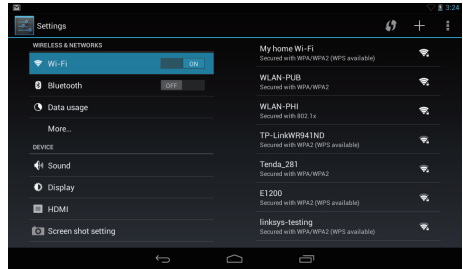 3:24
Settings
WIRELESS & NETWORKS
Wi-Fi
ON
Bluetooth
OFF
Data usage
More...
DEVICE
Sound
Display
HDMI
Screen shot setting
My home Wi-Fi
Secured with WPA/WPA2 (WPS available)
WLAN-PUB
Secured with WPA/WPA2
WLAN-PHI
Secured with 802.1x
TP-LinkWR941ND
Secured with WPA2 (WPS available)
Tenda_281
Secured with WPA/WPA2
E1200
Secured with WPA2 (WPS available)
linksys-testing
Secured with WPA/WPA2 (WPS available)